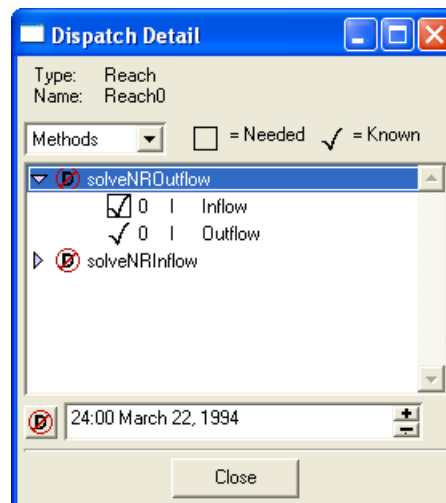 Dispatch Detail
Type: Reach
Name: Reach0
Methods = Needed = Known
solveNROutflow
0 I Inflow
0 I Outflow
solveNRInflow
24:00 March 22, 1994
Close